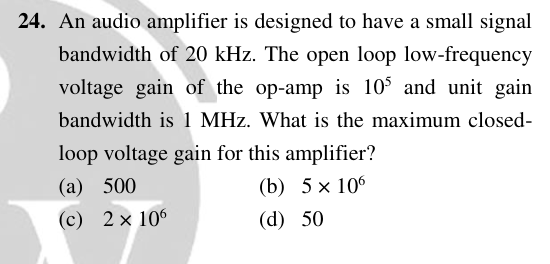 24. An audio amplifier is designed to have a small signal
bandwidth of 20 kHz. The open loop low-frequency
voltage gain of the op-amp is 10⁵ and unit gain
bandwidth is 1 MHz. What is the maximum closed-
loop voltage gain for this amplifier?
(a) 500 (b) 5 × 10⁶
(c) 2 × 10⁶ (d) 50